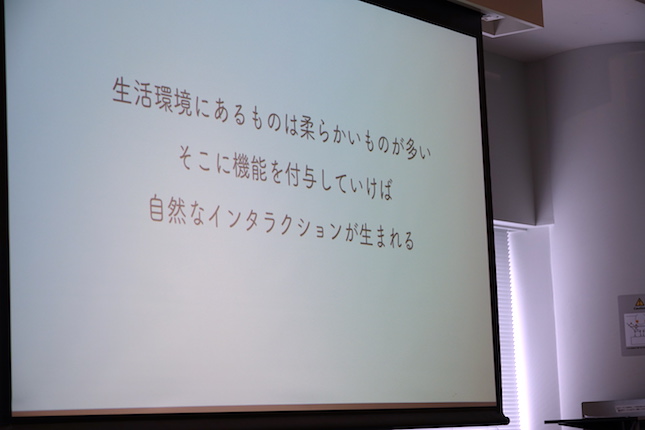 生活環境にあるものは柔らかいものが多い
そこに機能を付与していけば
自然なインタラクションが生まれる